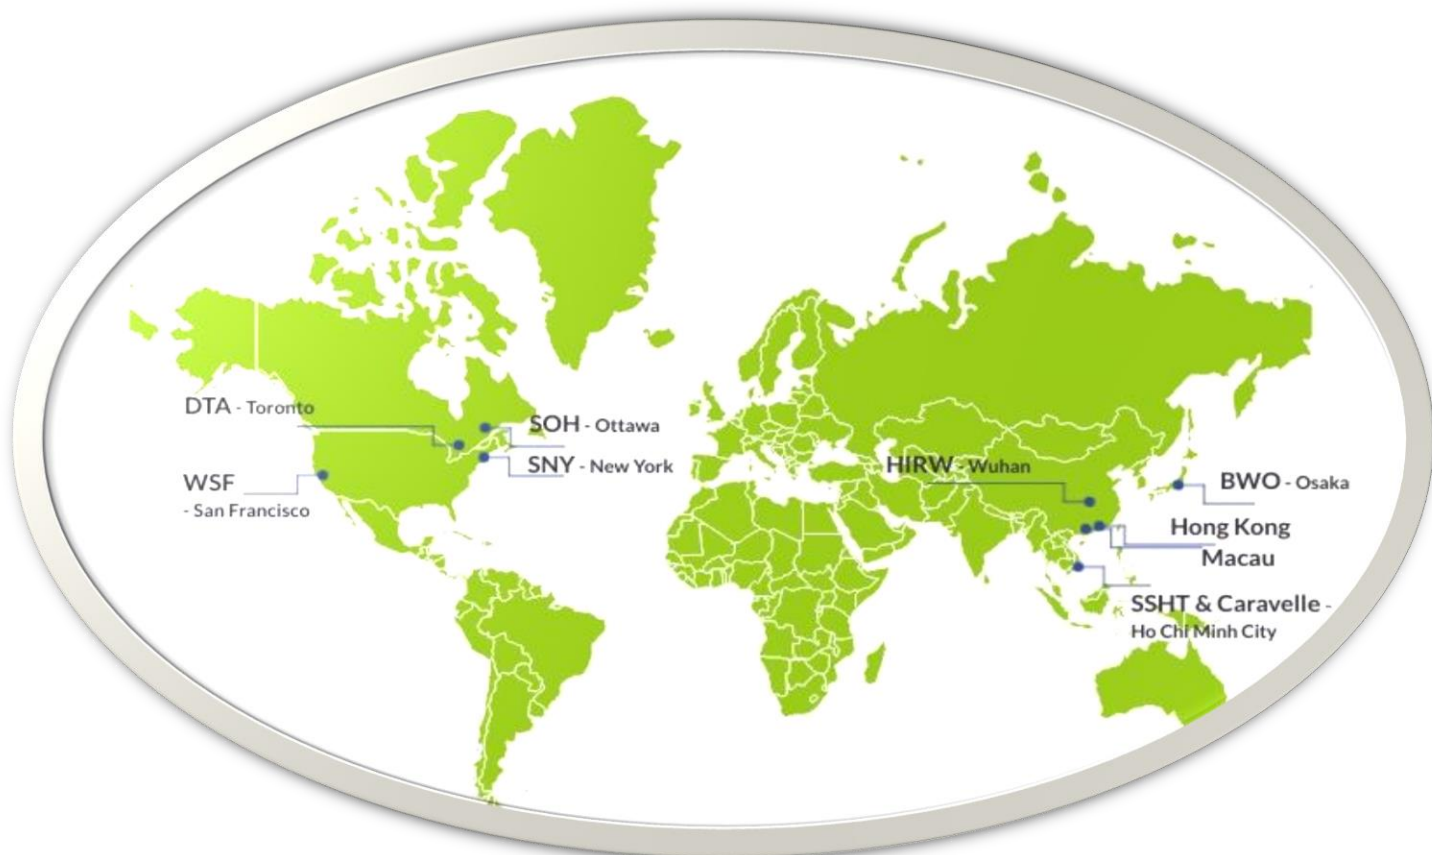 DTA - Toronto
SOH - Ottawa
SNY - New York
WSF
- San Francisco
HIRW - Wuhan
BWO - Osaka
Hong Kong
Macau
SSHT & Caravelle -
Ho Chi Minh City